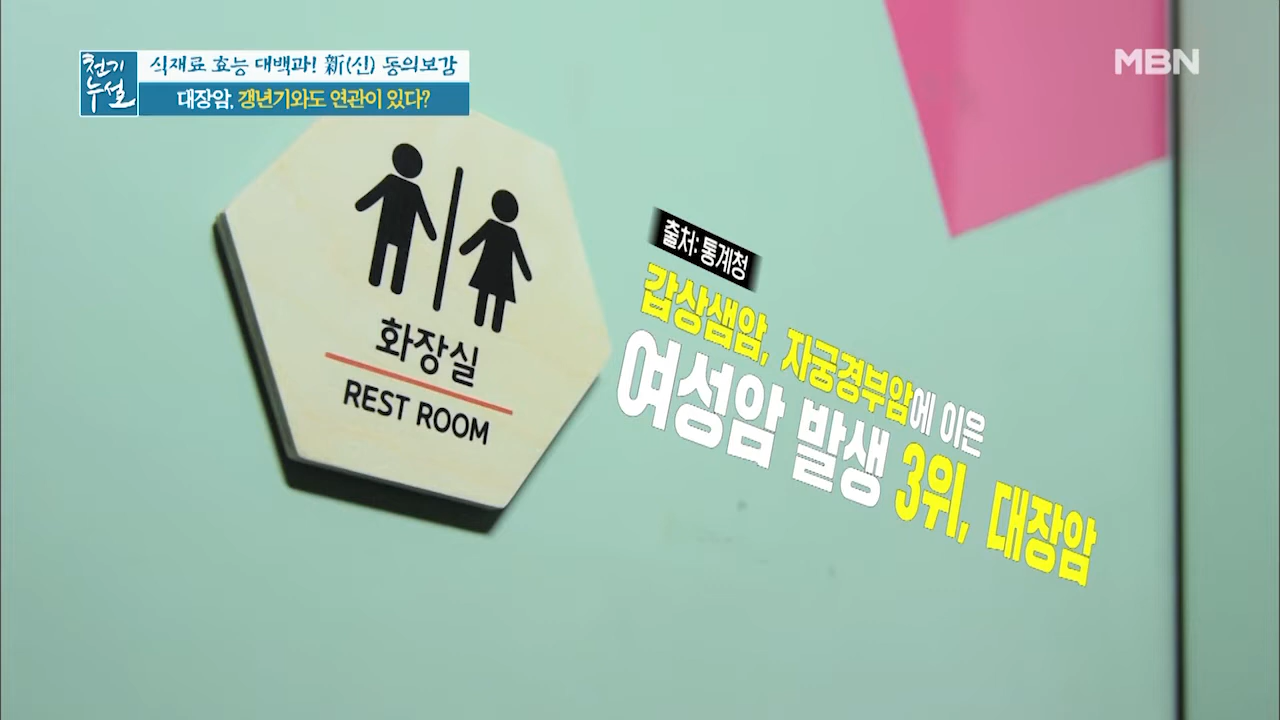 천기
누설
식재료 효능 대백과! 新(신) 동의보감
대장암, 갱년기와도 연관이 있다?
MBN
화장실
REST ROOM
출처: 통계청
갑상샘암, 자궁경부암에 이은
여성암 발생 3위, 대장암